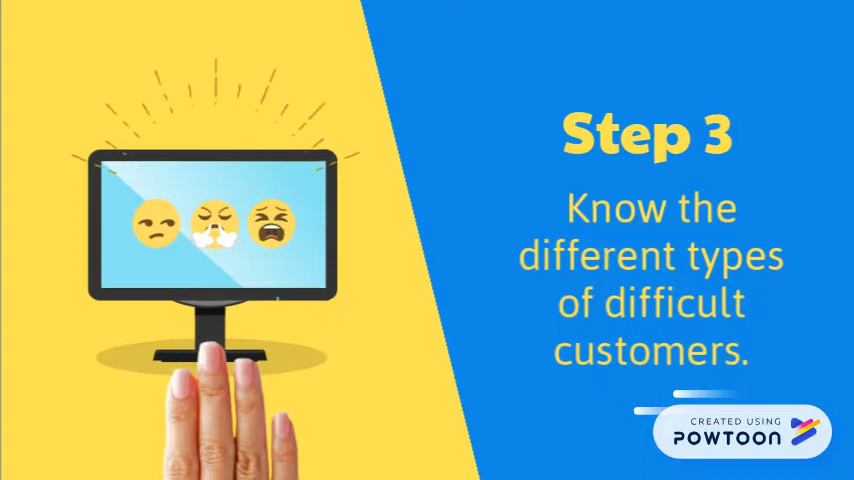 Step 3
Know the
different types
of difficult
customers.
CREATED USING
POWTOON